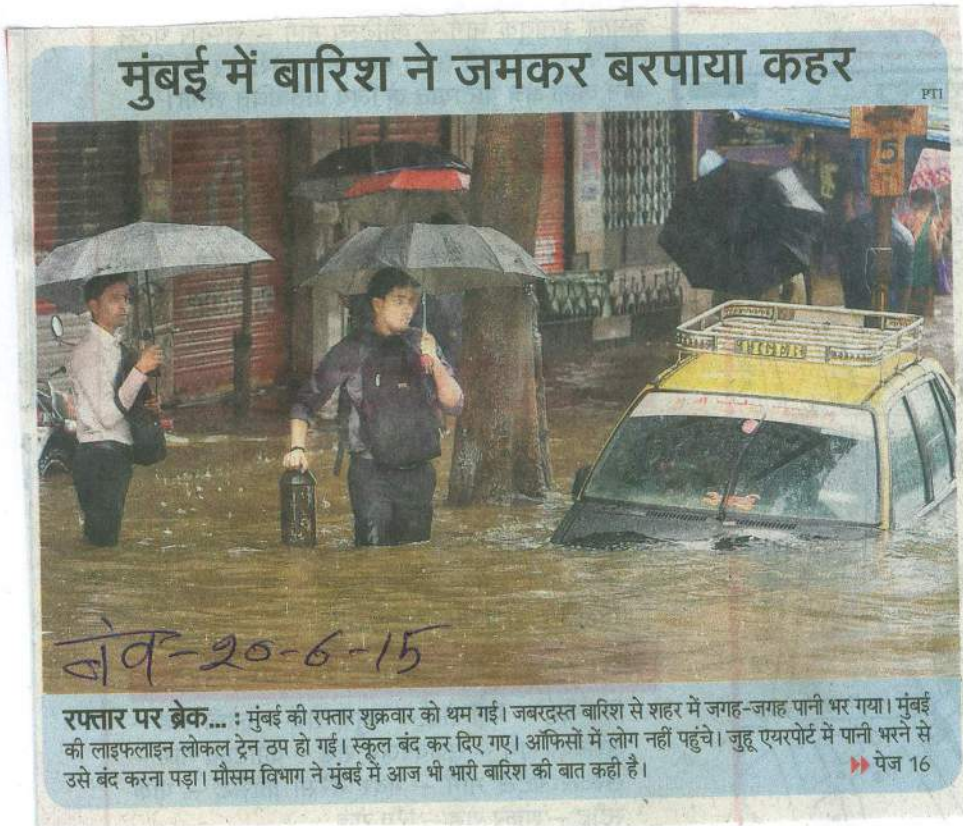 मुंबई में बारिश ने जमकर बरपाया कहर
PTI
5
TIGER
20-6-15
रफ्तार पर ब्रेक... : मुंबई की रफ्तार शुक्रवार को थम गई। जबरदस्त बारिश से शहर में जगह-जगह पानी भर गया। मुंबई
की लाइफलाइन लोकल ट्रेन ठप हो गई। स्कूल बंद कर दिए गए। ऑफिसों में लोग नहीं पहुंचे। जुहू एयरपोर्ट में पानी भरने से
उसे बंद करना पड़ा। मौसम विभाग ने मुंबई में आज भी भारी बारिश की बात कही है।
पेज 16